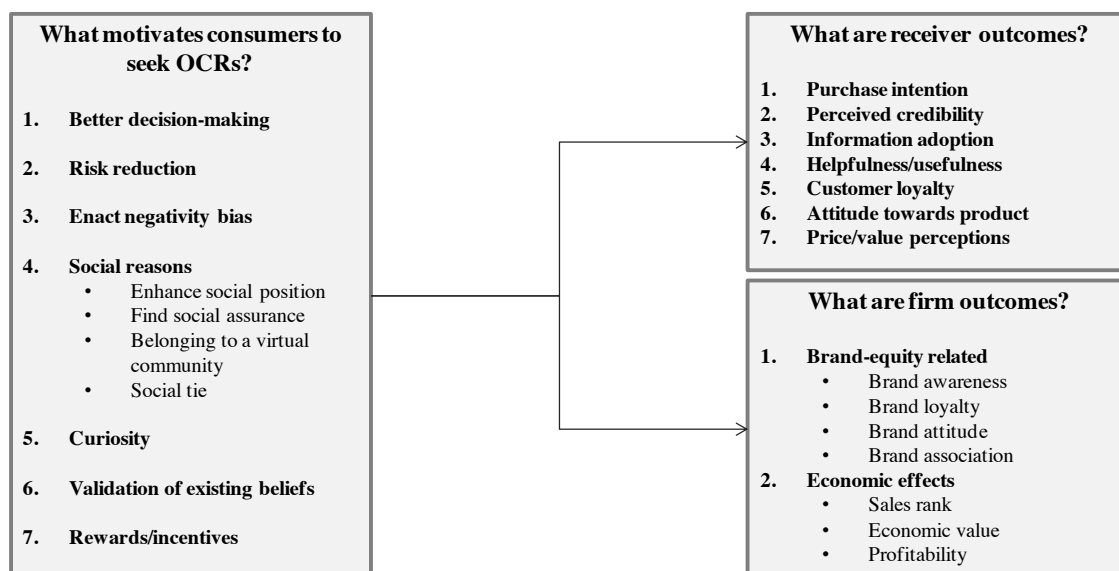 What motivates consumers to
seek OCRs?
1. Better decision-making
2. Risk reduction
3. Enact negativity bias
4. Social reasons
• Enhance social position
• Find social assurance
• Belonging to a virtual
community
• Social tie
5. Curiosity
6. Validation of existing beliefs
7. Rewards/incentives
What are receiver outcomes?
1. Purchase intention
2. Perceived credibility
3. Information adoption
4. Helpfulness/usefulness
5. Customer loyalty
6. Attitude towards product
7. Price/value perceptions
What are firm outcomes?
1. Brand-equity related
• Brand awareness
• Brand loyalty
• Brand attitude
• Brand association
2. Economic effects
• Sales rank
• Economic value
• Profitability